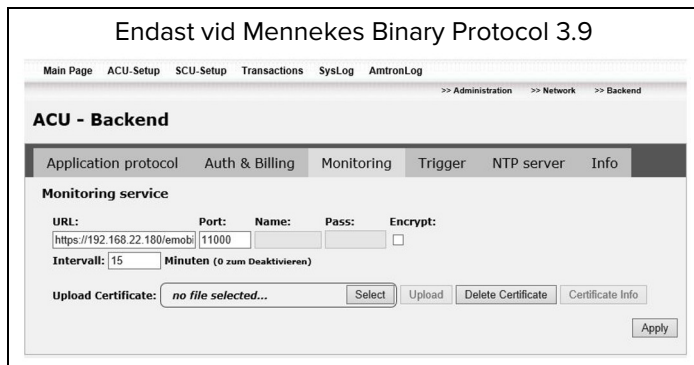 Endast vid Mennekes Binary Protocol 3.9
Main Page ACU-Setup SCU-Setup Transactions SysLog AmtronLog
>> Administration >> Network >> Backend
ACU - Backend
Application protocol Auth & Billing Monitoring Trigger NTP server Info
Monitoring service
URL: Port: Name: Pass: Encrypt:
https://192.168.22.180/emobi 11000
Intervall: 15 Minuten (0 zum Deaktivieren)
Upload Certificate: no file selected... Select Upload Delete Certificate Certificate Info
Apply